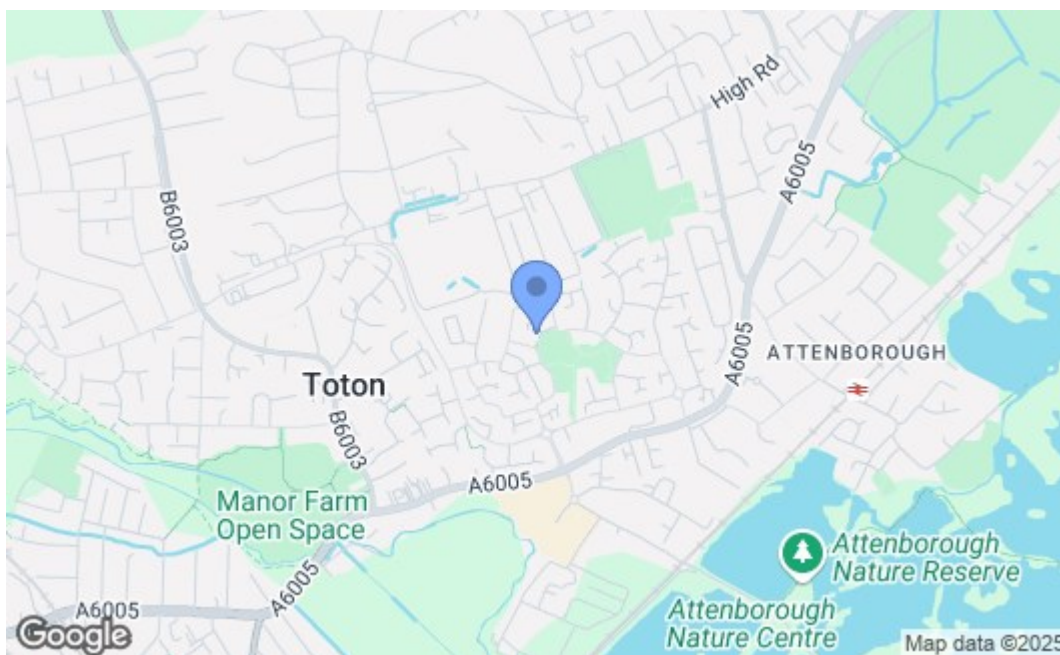 High Rd
A6005
B6003
ATTENBOROUGH
A6005
Toton
B6003
A6005
Manor Farm
Open Space
Attenborough
Nature Reserve
A6005
A6005
Attenborough
Nature Centre
Google
Map data ©2025